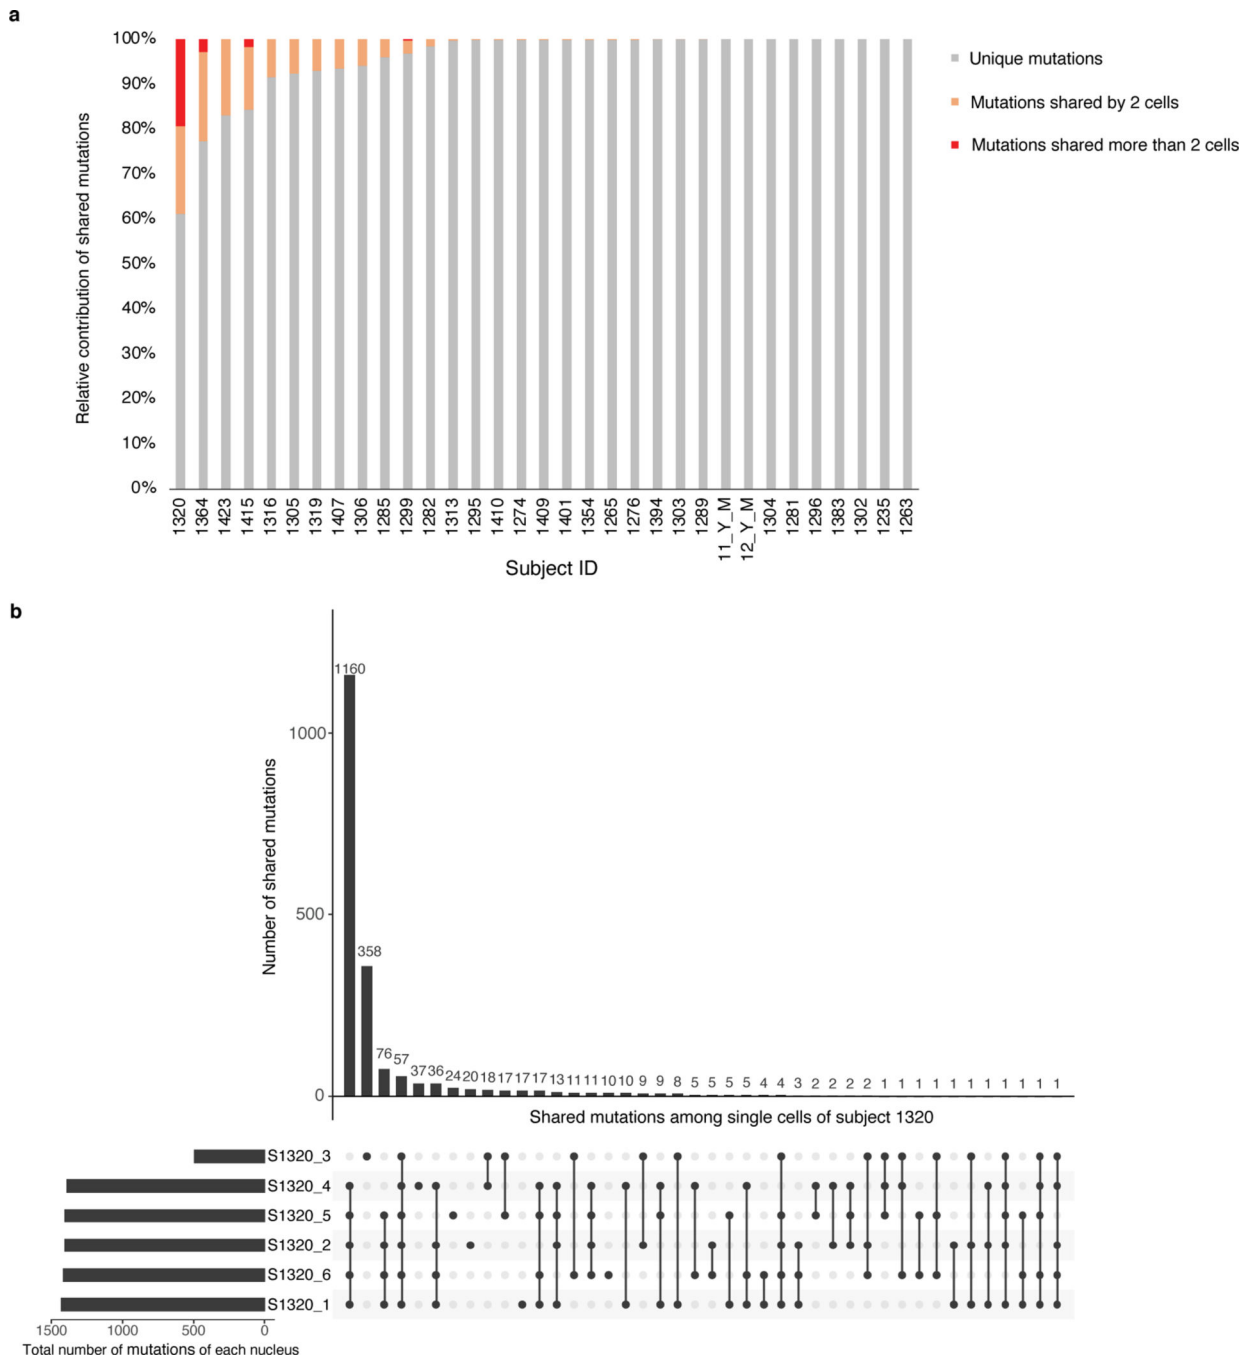 a
100%
90%
80%
70%
60%
50%
40%
30%
20%
10%
0%
Relative contribution of shared mutations
Unique mutations
Mutations shared by 2 cells
Mutations shared more than 2 cells
1320 1364 1423 1415 1316 1305 1319 1407 1306 1285 1299 1282 1313 1295 1410 1274 1409 1401 1354 1265 1276 1394 1303 1289 11_Y_M 12_Y_M 1304 1281 1296 1383 1302 1235 1263
Subject ID
b
Number of shared mutations
1000
500
0
1160 358 76 57 37 36 24 20 18 17 17 17 13 11 11 10 10 9 9 8 5 5 5 5 4 4 3 2 2 2 2 1 1 1 1 1 1 1 1 1 1 1
Shared mutations among single cells of subject 1320
S1320_3
S1320_4
S1320_5
S1320_2
S1320_6
S1320_1
1500 1000 500 0
Total number of mutations of each nucleus